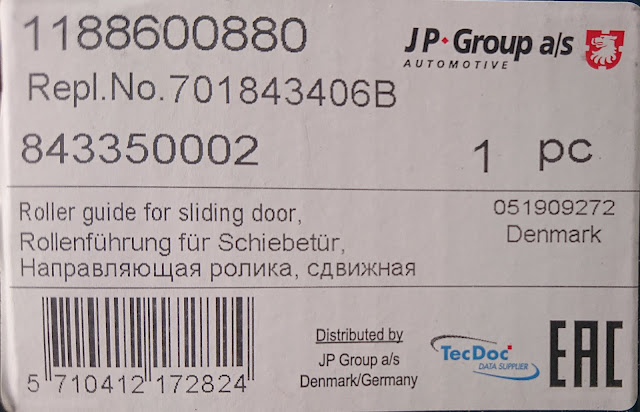 1188600880
JP Group a/s
AUTOMOTIVE
Repl.No.701843406B
843350002
1 pc
Roller guide for sliding door,
Rollenführung für Schiebetür,
Направляющая ролика, сдвижная
051909272
Denmark
5 710412 172824
Distributed by
JP Group a/s
Denmark/Germany
TecDoc
DATA SUPPLIER
EAC